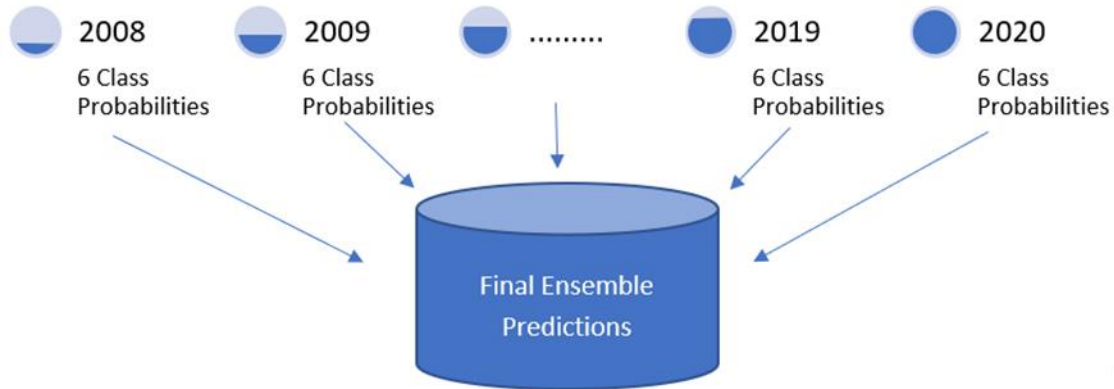 2008
2009
.........
2019
2020
6 Class
Probabilities
6 Class
Probabilities
6 Class
Probabilities
6 Class
Probabilities
Final Ensemble
Predictions